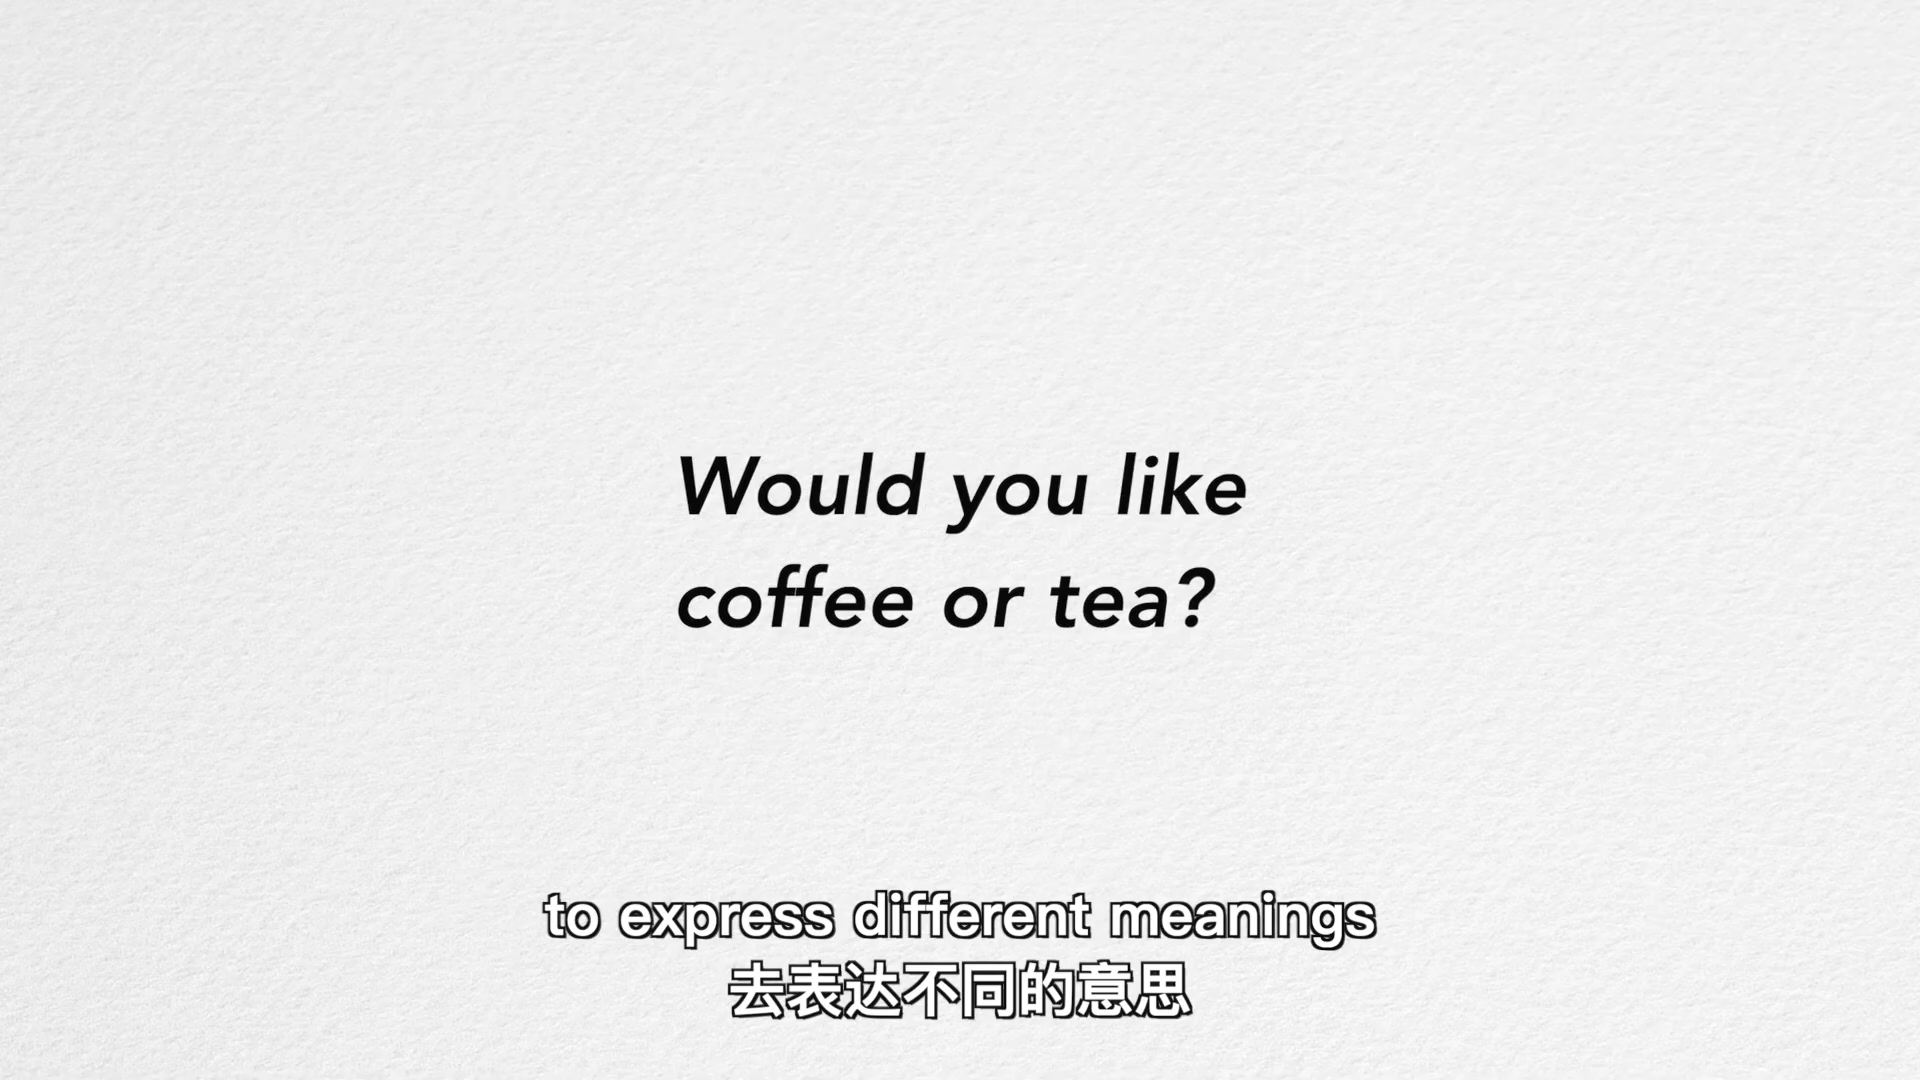 Would you like
coffee or tea?
to express different meanings
去表达不同的意思